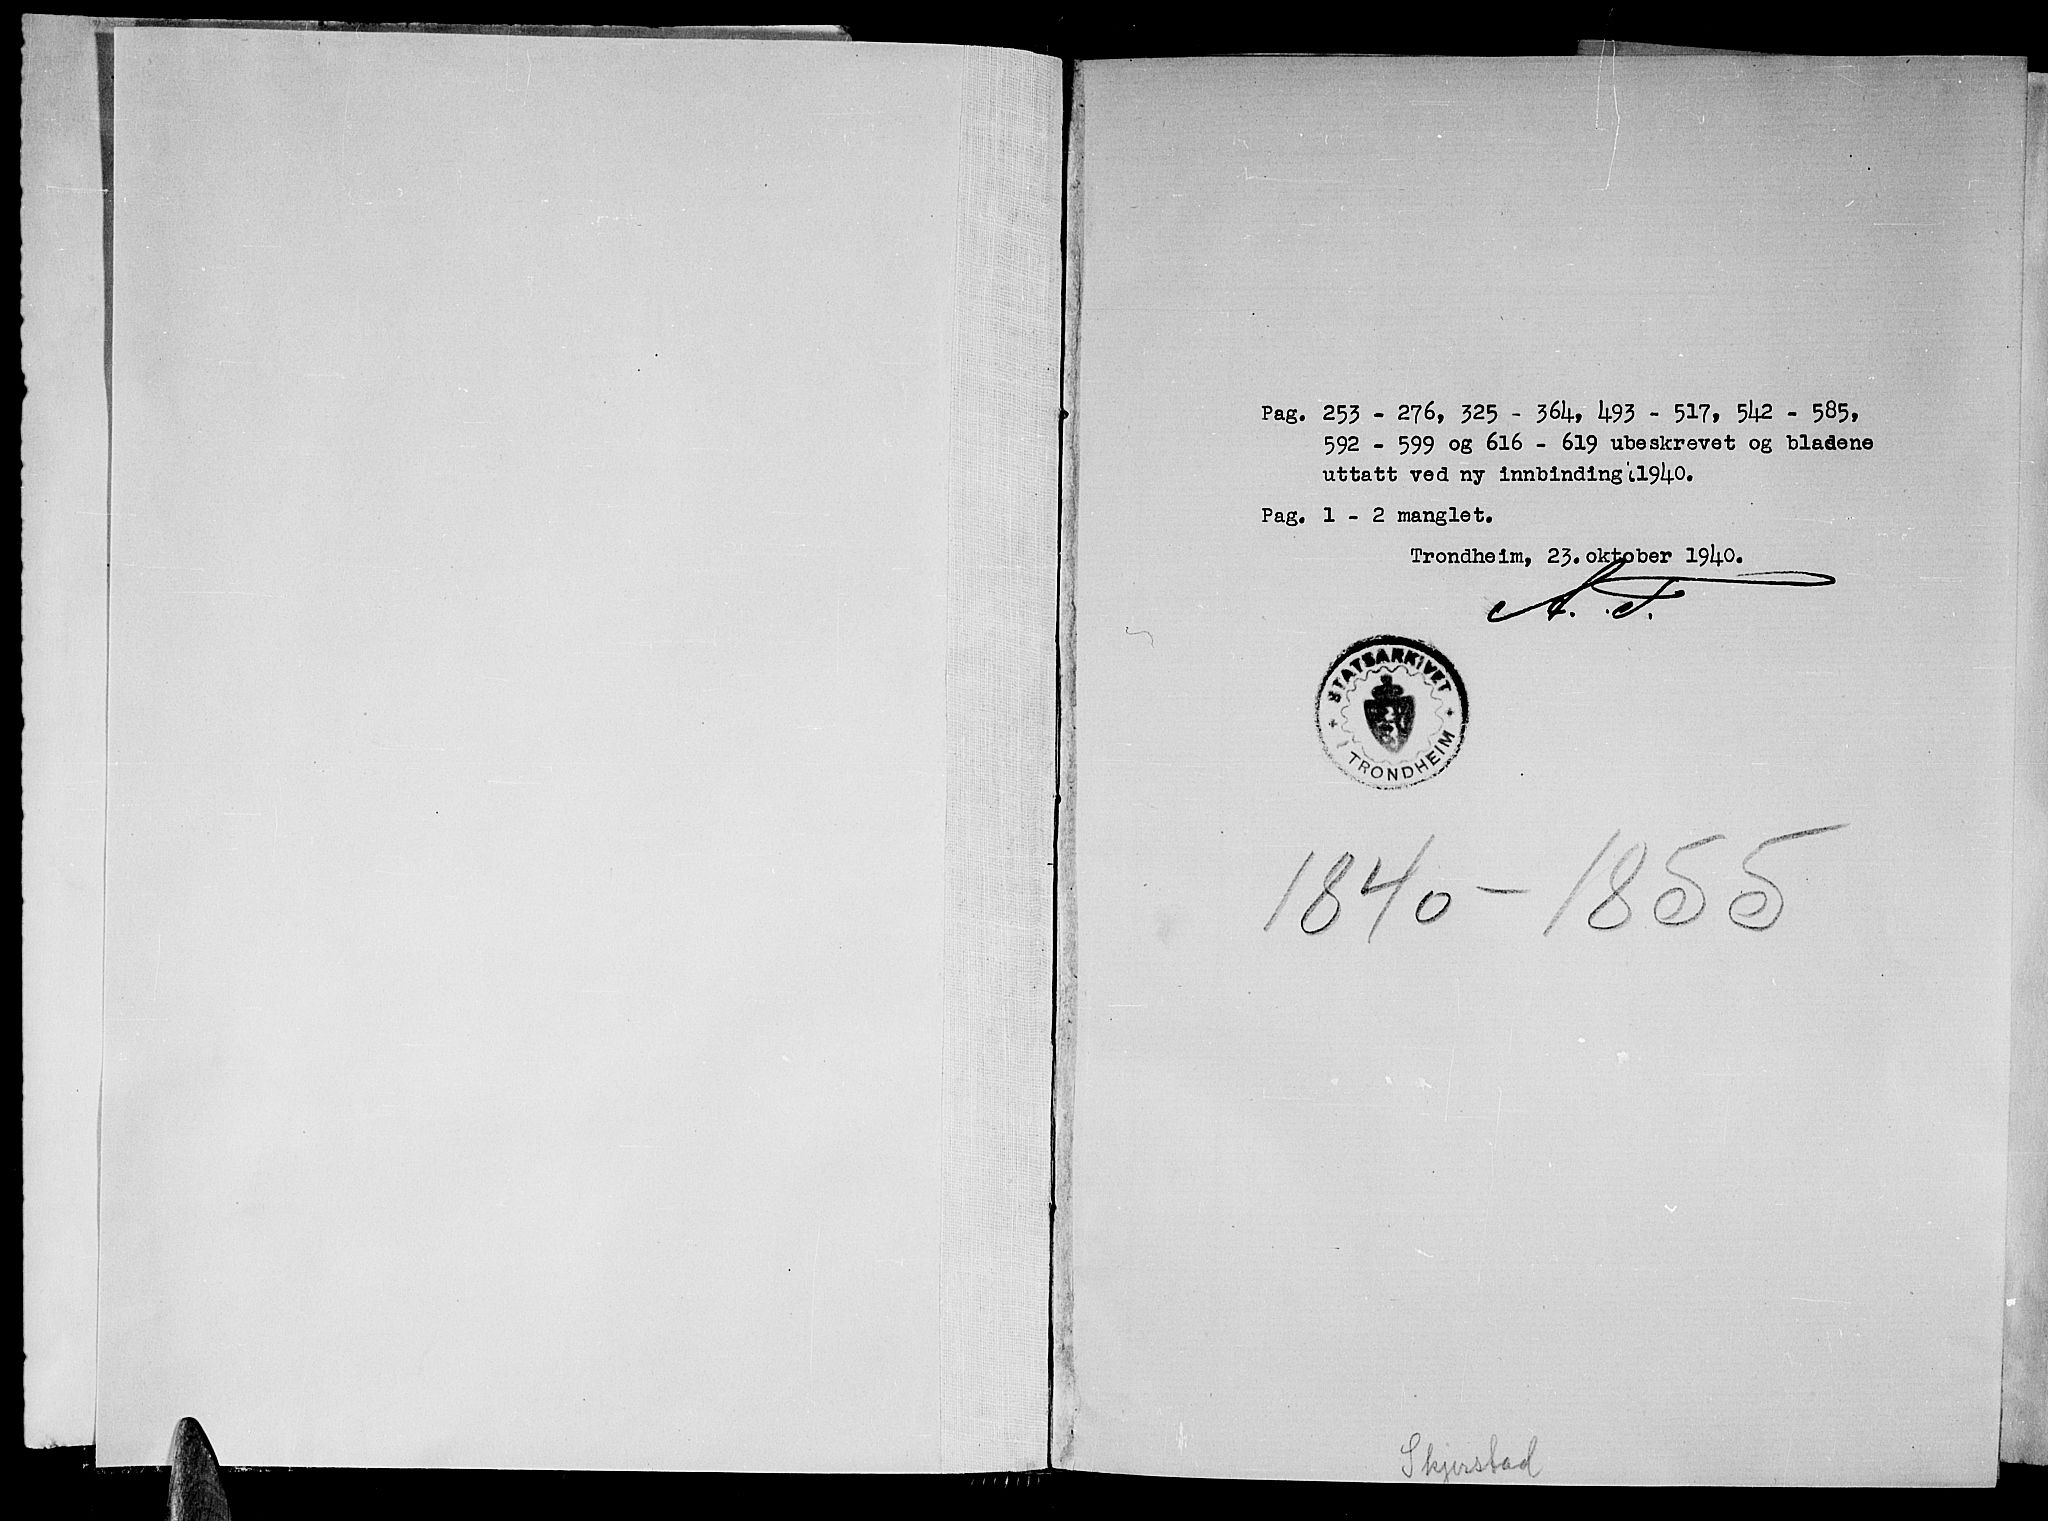 Pag. 253 - 276, 325 - 364, 493 - 517, 542 - 585,
592 - 599 og 616 - 619 ubeskrevet og bladene
uttatt ved ny innbinding i 1940.
Pag. 1 - 2 manglet.
Trondheim, 23. oktober 1940.
A. T.
STATSARKIVET
I TRONDHEIM
1840 - 1855
Skjerstad